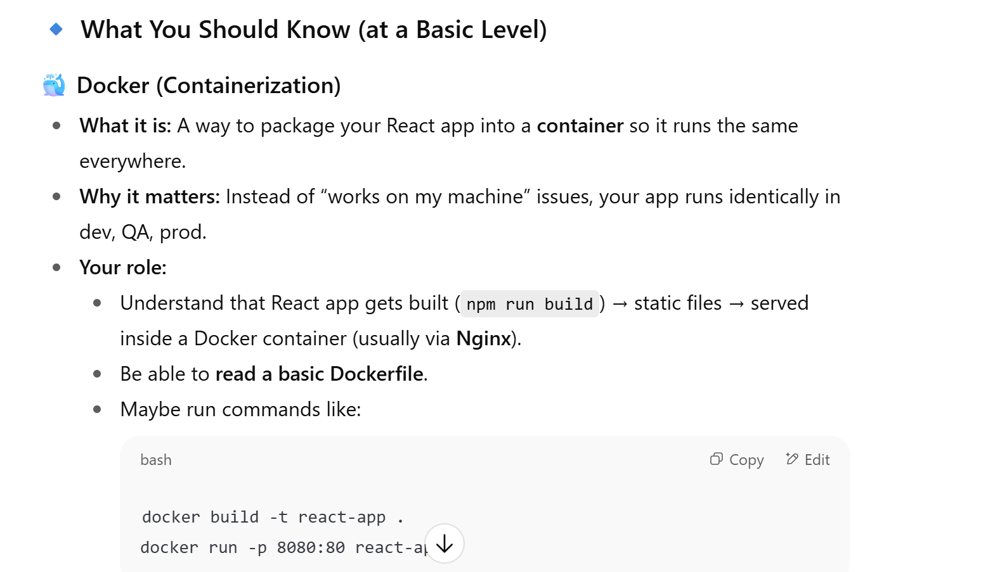 What You Should Know (at a Basic Level)
Docker (Containerization)
What it is: A way to package your React app into a container so it runs the same
everywhere.
Why it matters: Instead of “works on my machine” issues, your app runs identically in
dev, QA, prod.
Your role:
Understand that React app gets built (npm run build) → static files → served
inside a Docker container (usually via Nginx).
Be able to read a basic Dockerfile.
Maybe run commands like:
bash Copy Edit
docker build -t react-app .
docker run -p 8080:80